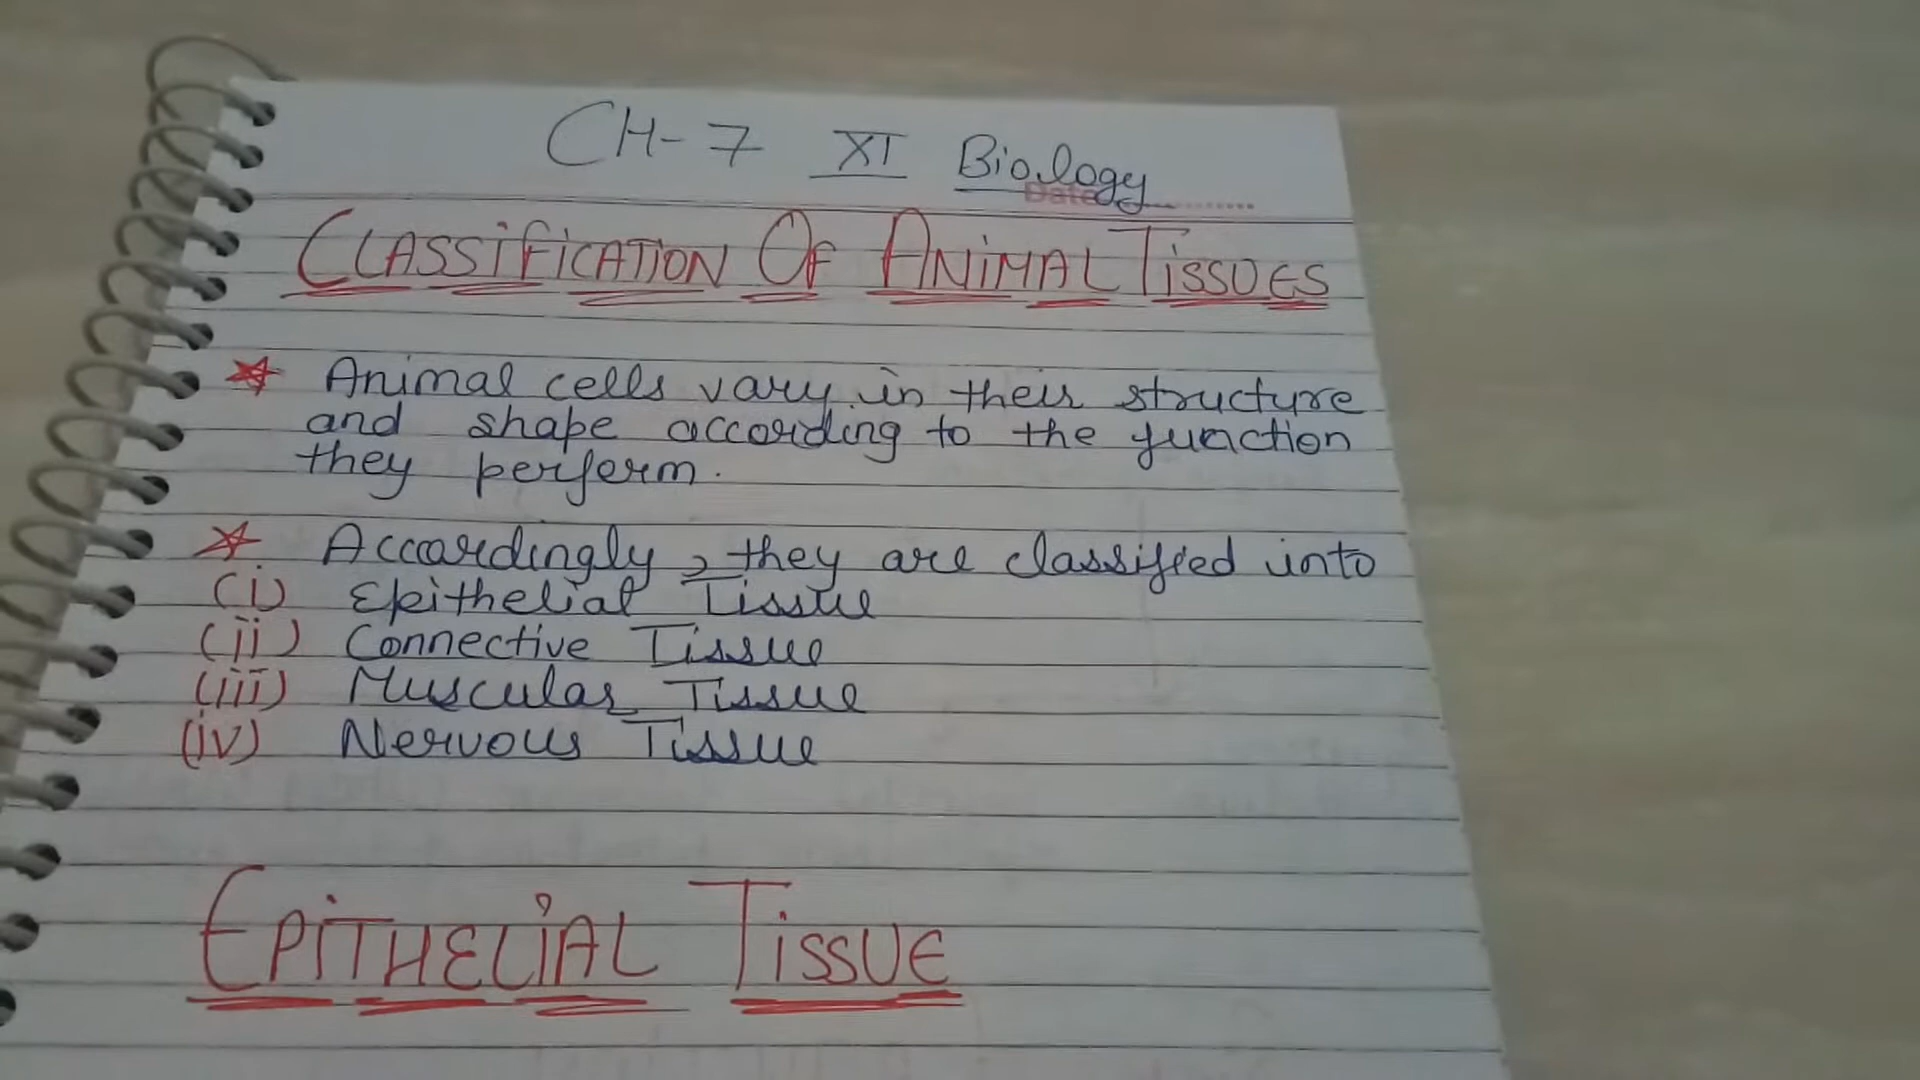 CH-7 XI Biology
Date
CLASSIFICATION OF ANIMAL TISSUES
Animal cells vary in their structure
and shape according to the function
they perform.
Accordingly, they are classified into
(i) Epithelial Tissue
(ii) Connective Tissue
(iii) Muscular Tissue
(iv) Nervous Tissue
EPITHELIAL TISSUE